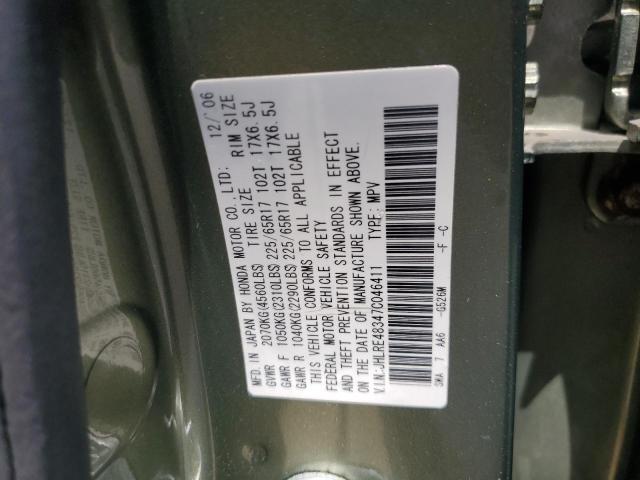 MFD. IN JAPAN BY HONDA MOTOR CO., LTD. 12/'06
GVWR 2070KG(4560LBS) TIRE SIZE RIM SIZE
GAWR F 1050KG(2310LBS) 225/65R17 102T 17X6.5J
GAWR R 1040KG(2290LBS) 225/65R17 102T 17X6.5J
THIS VEHICLE CONFORMS TO ALL APPLICABLE
FEDERAL MOTOR VEHICLE SAFETY
AND THEFT PREVENTION STANDARDS IN EFFECT
ON THE DATE OF MANUFACTURE SHOWN ABOVE.
V.I.N.:JHLRE48347C046411 TYPE: MPV
SWA 7 AA6 -G526M -F -C